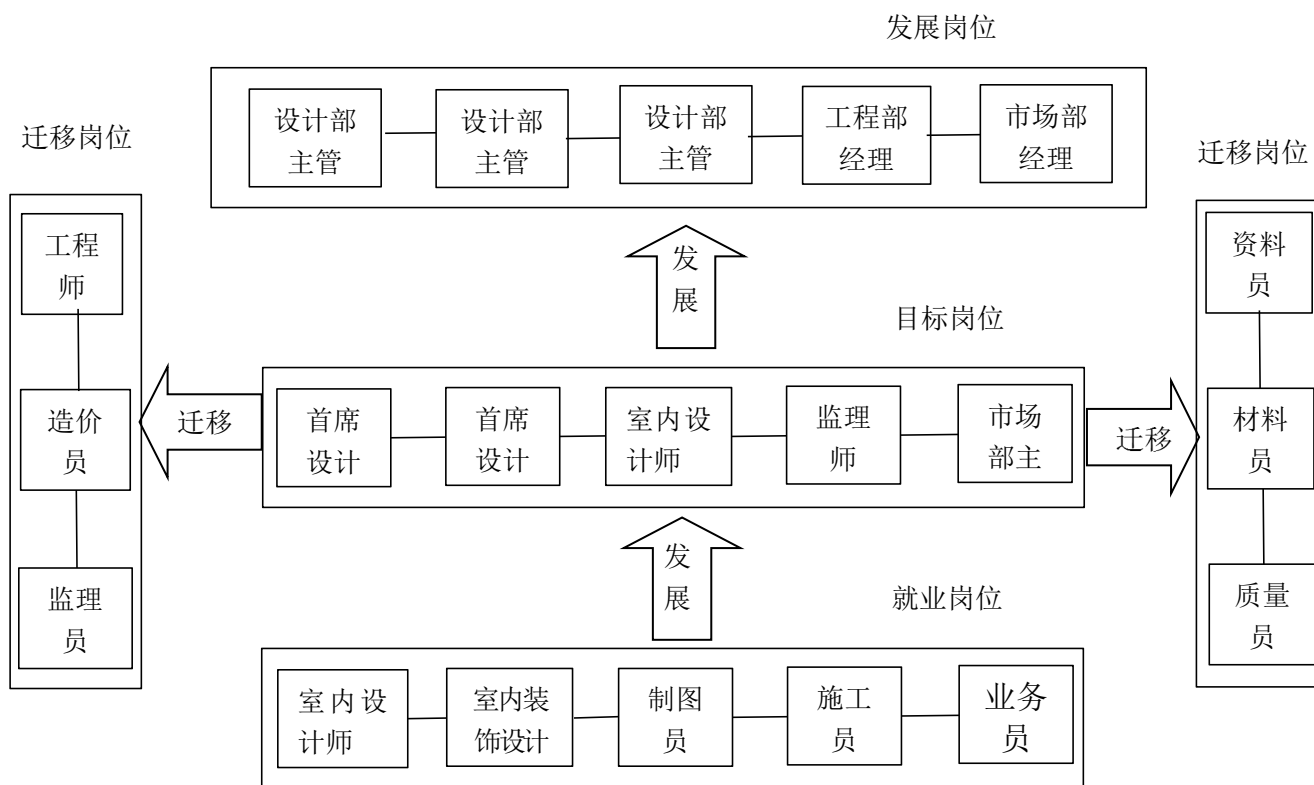 发展岗位
设计部
主管
设计部
主管
设计部
主管
工程部
经理
市场部
经理
迁移岗位
工程
师
造价
员
监理
员
迁移岗位
资料
员
材料
员
质量
员
发
展
目标岗位
迁移
首席
设计
首席
设计
室内设
计师
监理
师
市场
部主
迁移
发
展
就业岗位
室内设
计师
室内装
饰设计
制图
员
施工
员
业务
员